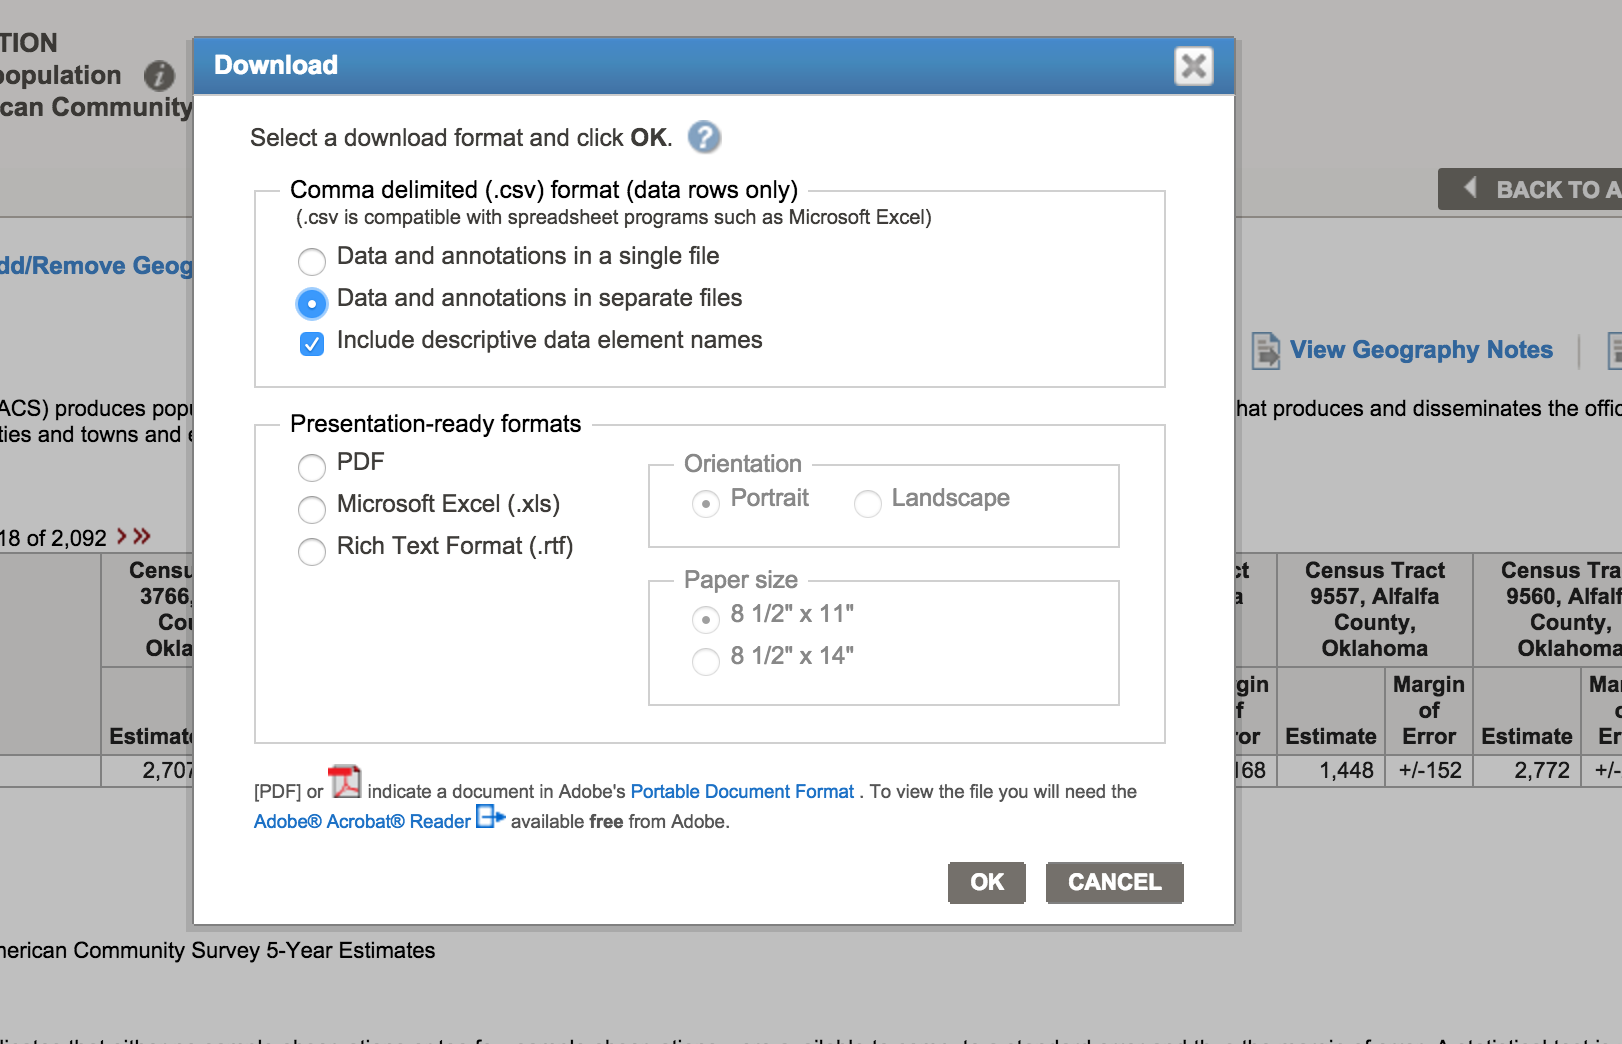 TION
population
can Community
Download
Select a download format and click OK.
Comma delimited (.csv) format (data rows only)
(.csv is compatible with spreadsheet programs such as Microsoft Excel)
Data and annotations in a single file
Data and annotations in separate files
Include descriptive data element names
Presentation-ready formats
PDF
Microsoft Excel (.xls)
Rich Text Format (.rtf)
Orientation
Portrait Landscape
Paper size
8 1/2" x 11"
8 1/2" x 14"
[PDF] or indicate a document in Adobe's Portable Document Format . To view the file you will need the
Adobe® Acrobat® Reader available free from Adobe.
OK CANCEL
BACK TO A
dd/Remove Geog
View Geography Notes
ACS) produces popu
ties and towns and
hat produces and disseminates the offic
18 of 2,092
Censu
3766,
Cou
Okla
Estimate
2,707
ct
a
gin
f
ror
168
Census Tract
9557, Alfalfa
County,
Oklahoma
Estimate
Margin
of
Error
1,448 +/-152
Census Tra
9560, Alfalf
County,
Oklahoma
Estimate
Mar
Er
2,772 +/-
merican Community Survey 5-Year Estimates